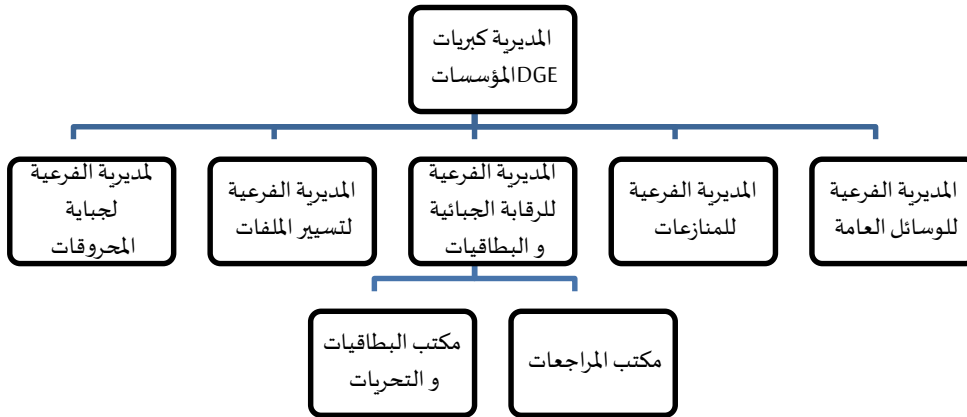 المديرية كبريات
DGEالمؤسسات
المديرية الفرعية
للوسائل العامة
المديرية الفرعية
للمنازعات
المديرية الفرعية
للرقابة الجبائية
و البطاقيات
المديرية الفرعية
لتسيير الملفات
لمديرية الفرعية
لجباية
المحروقات
مكتب المراجعات
مكتب البطاقيات
و التحريات